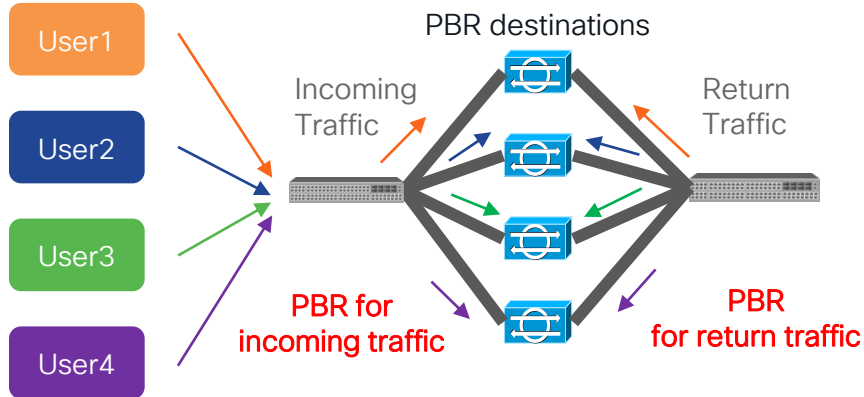 User1
User2
User3
User4
PBR destinations
Incoming
Traffic
Return
Traffic
PBR for
incoming traffic
PBR
for return traffic